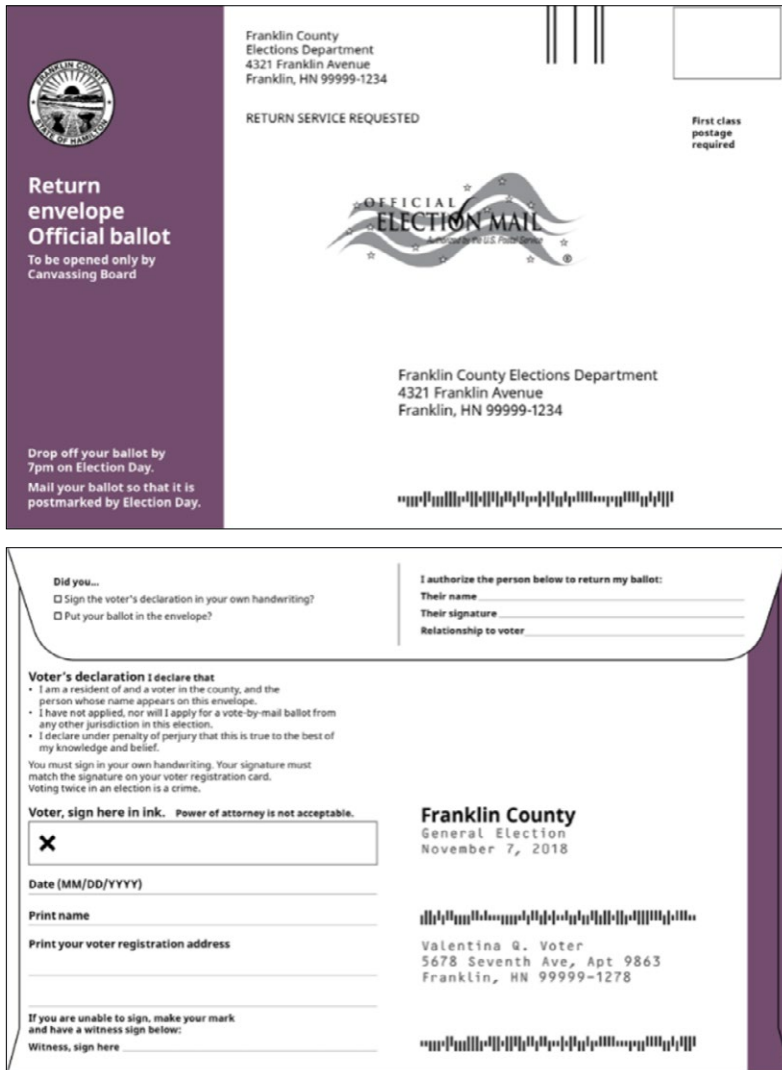 Franklin County
Elections Department
4321 Franklin Avenue
Franklin, HN 99999-1234
RETURN SERVICE REQUESTED
First class
postage
required
FRANKLIN COUNTY
STATE OF HAMILTON
Return
envelope
Official ballot
To be opened only by
Canvassing Board
OFFICIAL
ELECTION MAIL
Authorized by the U.S. Postal Service
®
Franklin County Elections Department
4321 Franklin Avenue
Franklin, HN 99999-1234
Drop off your ballot by
7pm on Election Day.
Mail your ballot so that it is
postmarked by Election Day.
Did you...
☐ Sign the voter's declaration in your own handwriting?
☐ Put your ballot in the envelope?
I authorize the person below to return my ballot:
Their name
Their signature
Relationship to voter
Voter's declaration I declare that
• I am a resident of and a voter in the county, and the
person whose name appears on this envelope.
• I have not applied, nor will I apply for a vote-by-mail ballot from
any other jurisdiction in this election.
• I declare under penalty of perjury that this is true to the best of
my knowledge and belief.
You must sign in your own handwriting. Your signature must
match the signature on your voter registration card.
Voting twice in an election is a crime.
Voter, sign here in ink. Power of attorney is not acceptable.
X
Date (MM/DD/YYYY)
Print name
Print your voter registration address
If you are unable to sign, make your mark
and have a witness sign below:
Witness, sign here
Franklin County
General Election
November 7, 2018
Valentina Q. Voter
5678 Seventh Ave, Apt 9863
Franklin, HN 99999-1278